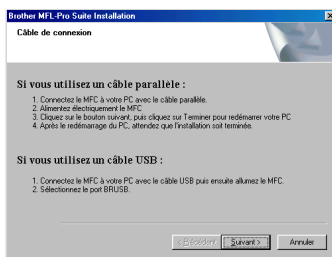 Brother MFL-Pro Suite Installation
Câble de connexion
Si vous utilisez un câble parallèle :
1. Connectez le MFC à votre PC avec le câble parallèle.
2. Alimentez électriquement le MFC
3. Cliquez sur le bouton suivant, puis cliquez sur Terminer pour redémarrer votre PC
4. Après le redémarrage du PC, attendez que l'installation soit terminée.
Si vous utilisez un câble USB :
1. Connectez le MFC à votre PC avec le câble USB puis ensuite allumez le MFC.
2. Sélectionnez le port BRUSB.
< Précédent Suivant > Annuler